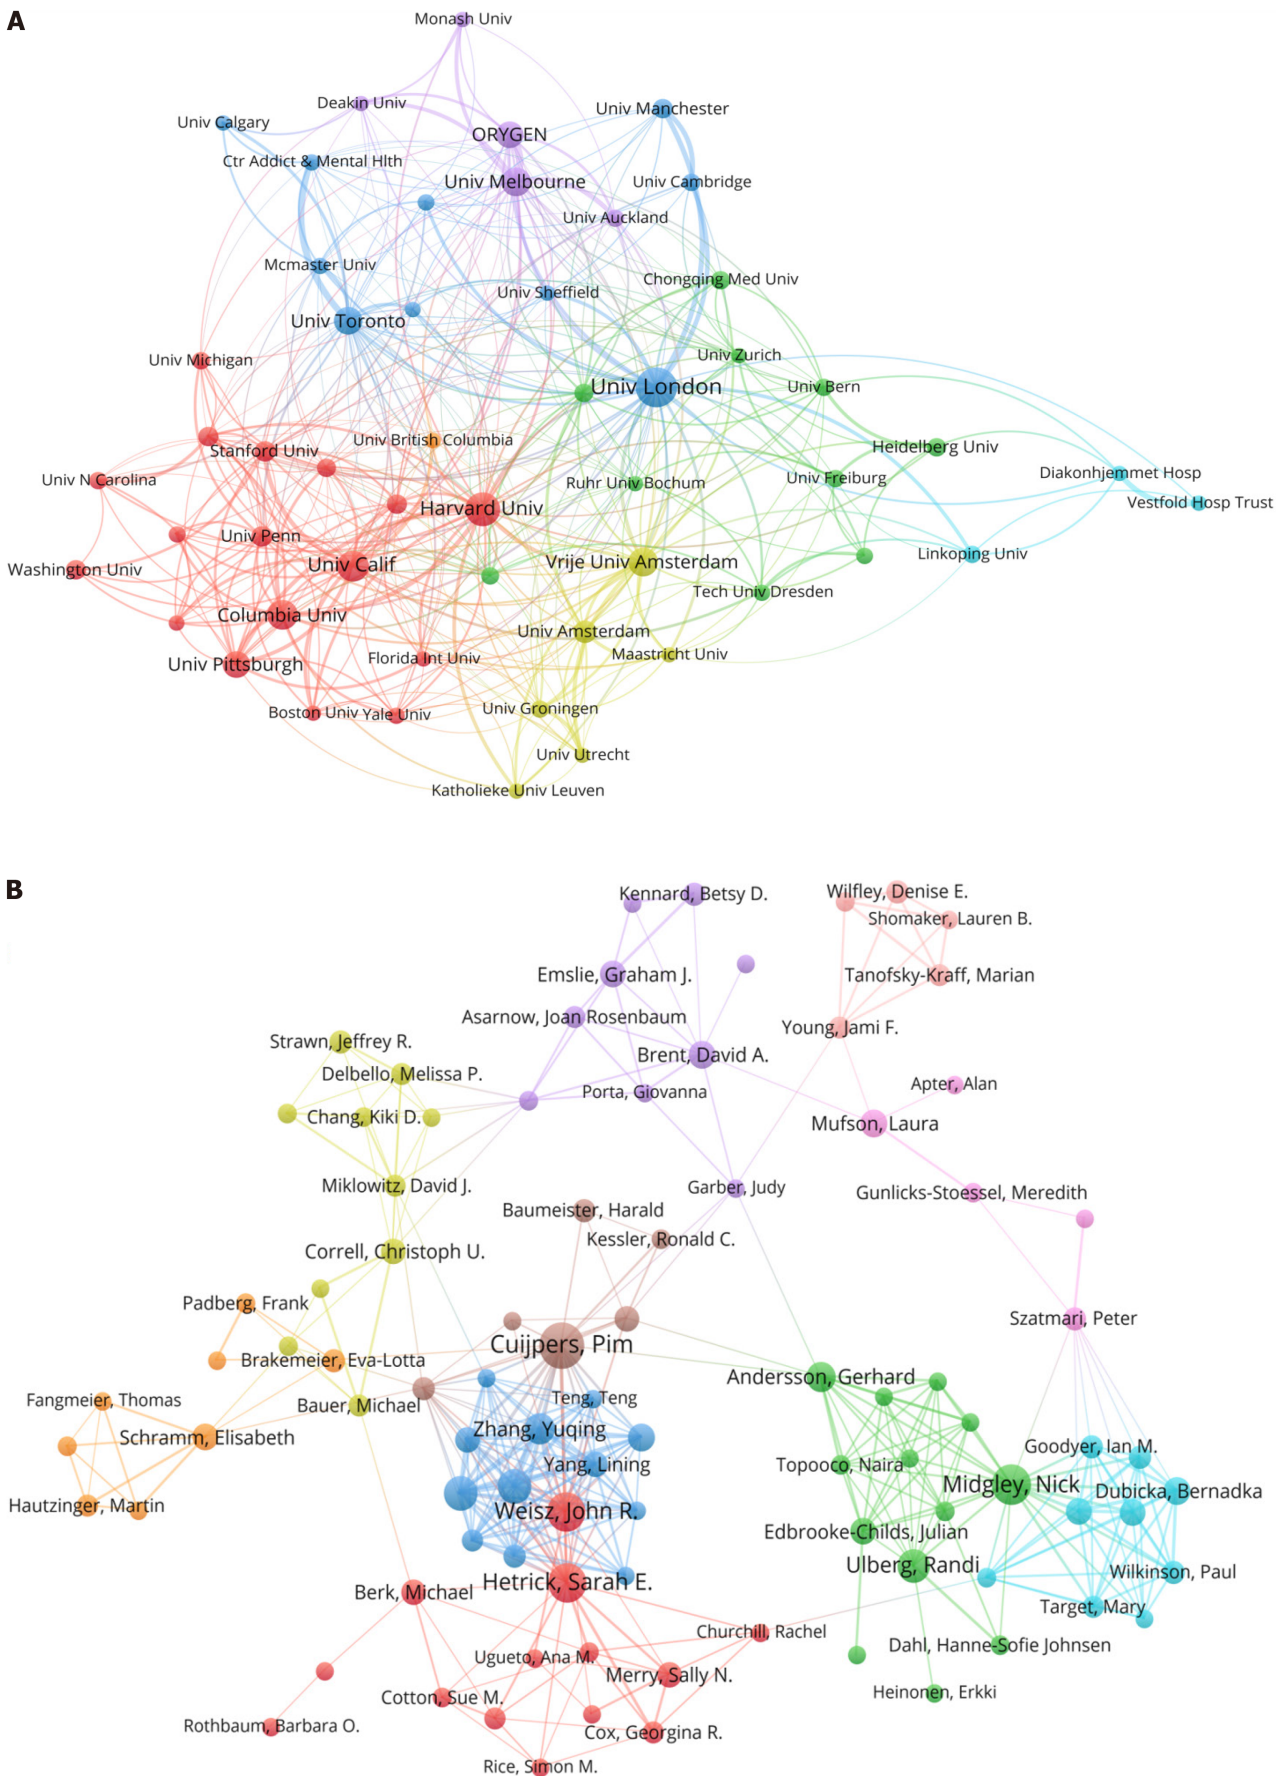 A
Monash Univ
Deakin Univ
Univ Manchester
Univ Calgary
ORYGEN
Ctr Addict & Mental Hlth
Univ Melbourne
Univ Cambridge
Univ Auckland
Mcmaster Univ
Chongqing Med Univ
Univ Sheffield
Univ Toronto
Univ Michigan
Univ Zurich
Univ London
Univ Bern
Univ British Columbia
Stanford Univ
Heidelberg Univ
Univ N Carolina
Ruhr Univ Bochum
Univ Freiburg
Diakonhjemmet Hosp
Vestfold Hosp Trust
Harvard Univ
Univ Penn
Linkoping Univ
Washington Univ
Univ Calif
Vrije Univ Amsterdam
Tech Univ Dresden
Columbia Univ
Univ Amsterdam
Maastricht Univ
Univ Pittsburgh
Florida Int Univ
Boston Univ
Yale Univ
Univ Groningen
Univ Utrecht
Katholieke Univ Leuven
B
Kennard, Betsy D.
Wilfley, Denise E.
Shomaker, Lauren B.
Emslie, Graham J.
Tanofsky-Kraff, Marian
Asarnow, Joan Rosenbaum
Young, Jami F.
Strawn, Jeffrey R.
Brent, David A.
Delbello, Melissa P.
Apter, Alan
Porta, Giovanna
Chang, Kiki D.
Mufson, Laura
Miklowitz, David J.
Garber, Judy
Gunlicks-Stoessel, Meredith
Baumeister, Harald
Kessler, Ronald C.
Correll, Christoph U.
Padberg, Frank
Szatmari, Peter
Cuijpers, Pim
Brakemeier, Eva-Lotta
Andersson, Gerhard
Fangmeier, Thomas
Bauer, Michael
Teng, Teng
Schramm, Elisabeth
Zhang, Yuqing
Goodyer, Ian M.
Yang, Lining
Topooco, Naira
Midgley, Nick
Dubicka, Bernadka
Hautzinger, Martin
Weisz, John R.
Edbrooke-Childs, Julian
Ulberg, Randi
Wilkinson, Paul
Hetrick, Sarah E.
Berk, Michael
Target, Mary
Churchill, Rachel
Dahl, Hanne-Sofie Johnsen
Ugueto, Ana M.
Merry, Sally N.
Heinonen, Erkki
Cotton, Sue M.
Rothbaum, Barbara O.
Cox, Georgina R.
Rice, Simon M.